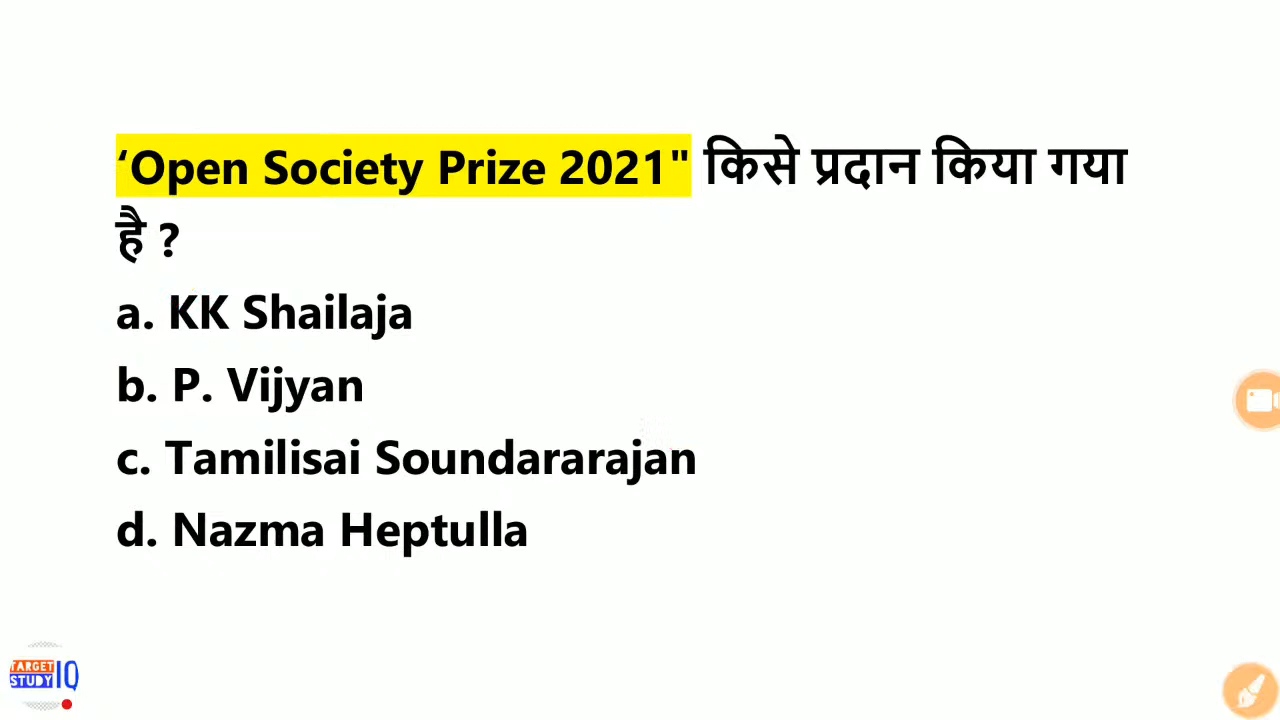 ‘Open Society Prize 2021" किसे प्रदान किया गया
है ?
a. KK Shailaja
b. P. Vijyan
c. Tamilisai Soundararajan
d. Nazma Heptulla
TARGET
STUDY IQ